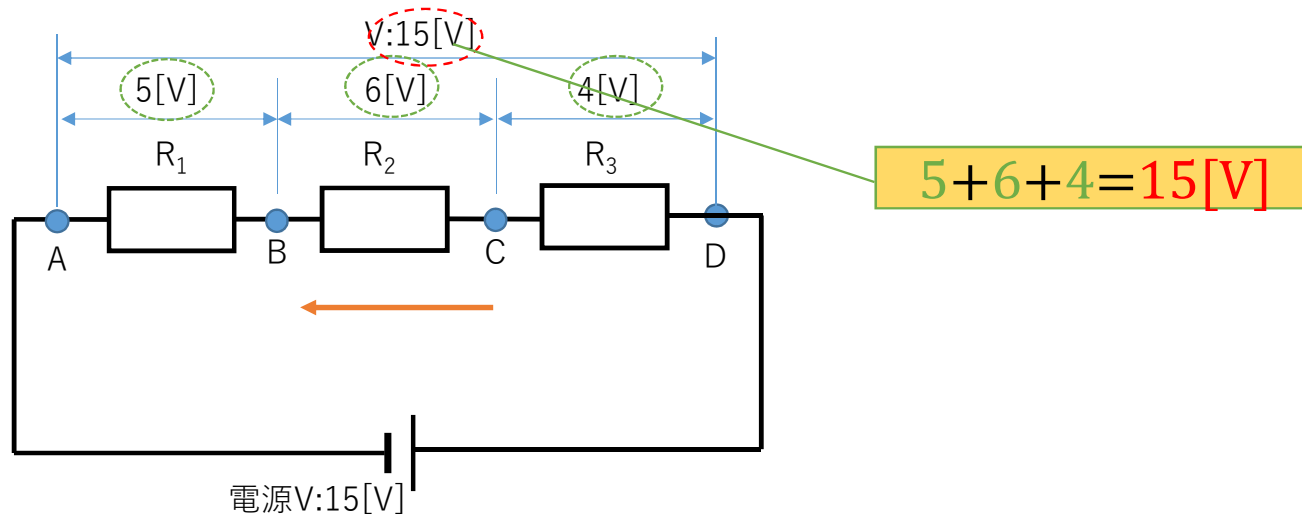 V:15[V]
5[V] 6[V] 4[V]
R₁ R₂ R₃
5+6+4=15[V]
A B C D
電源V:15[V]